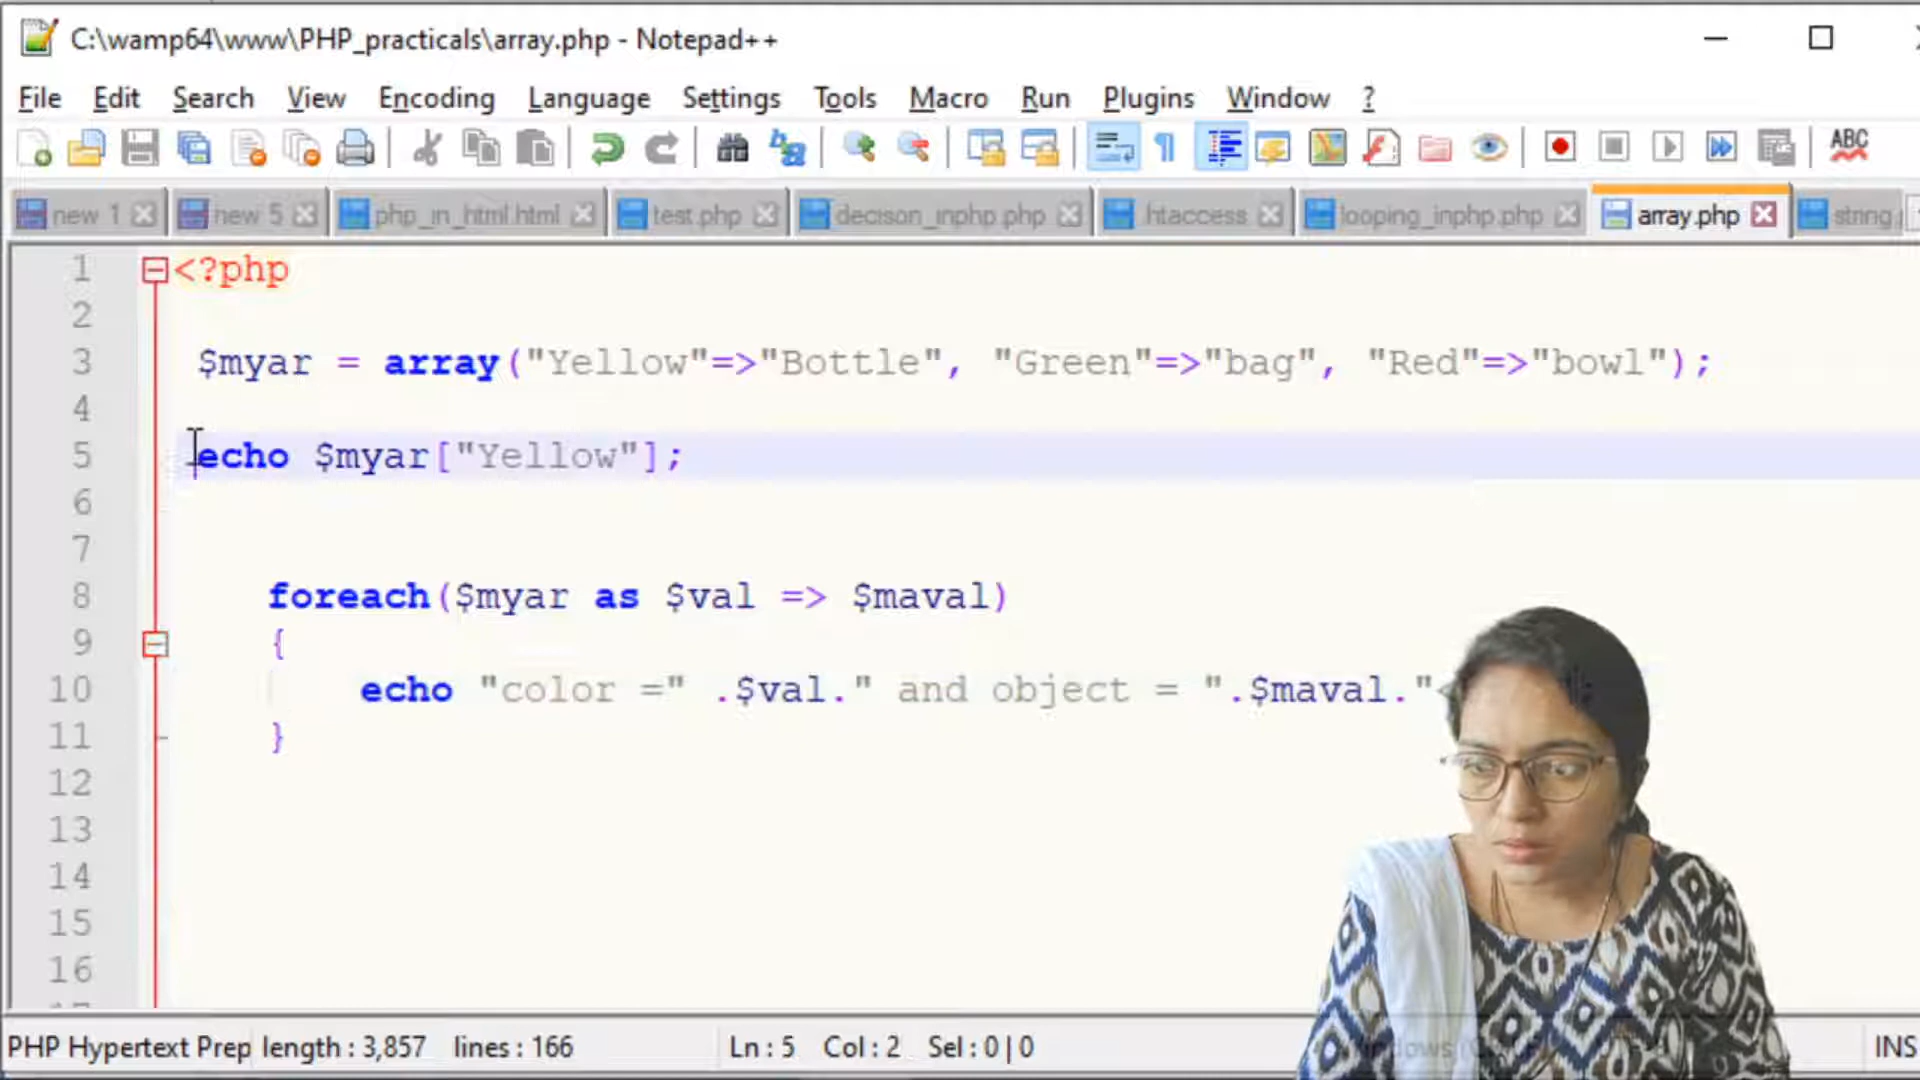 C:\wamp64\www\PHP_practicals\array.php - Notepad++
File Edit Search View Encoding Language Settings Tools Macro Run Plugins Window ?
ABC
new 1 new 5 php_in_html.html test.php decison_inphp.php .htaccess looping_inphp.php array.php string
1 <?php
2
3 $myar = array("Yellow"=>"Bottle", "Green"=>"bag", "Red"=>"bowl");
4
5 echo $myar["Yellow"];
6
7
8 foreach($myar as $val => $maval)
9 {
10 echo "color =" .$val." and object = ".$maval."<
11 }
12
13
14
15
16
PHP Hypertext Prep length : 3,857 lines : 166 Ln : 5 Col : 2 Sel : 0 | 0 INS